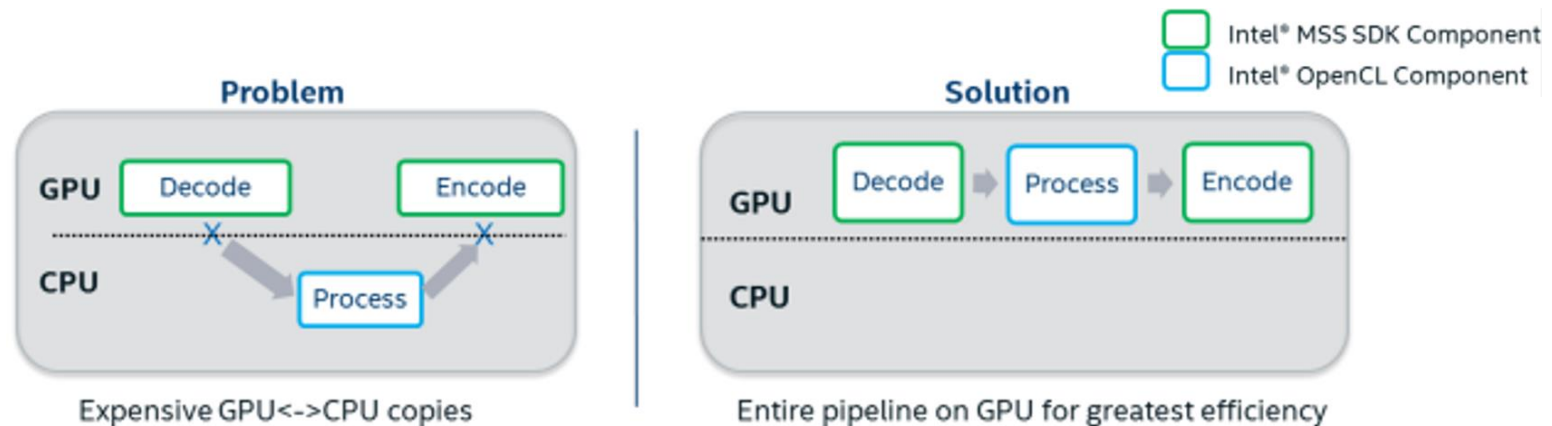 Intel® MSS SDK Component
Intel® OpenCL Component
Problem
GPU
Decode
Encode
X
X
CPU
Process
Expensive GPU<->CPU copies
Solution
GPU
Decode
Process
Encode
CPU
Entire pipeline on GPU for greatest efficiency